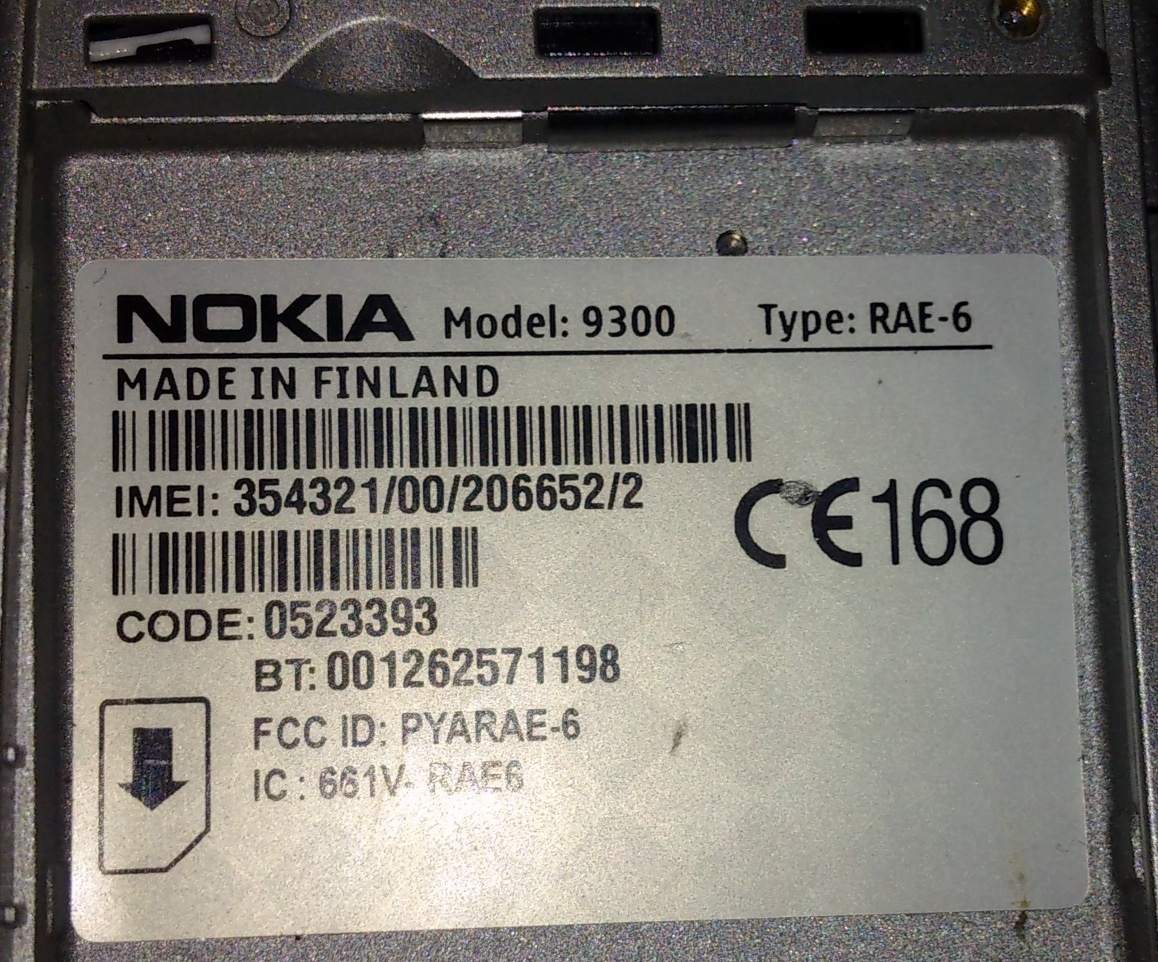 NOKIA Model: 9300 Type: RAE-6
MADE IN FINLAND
IMEI: 354321/00/206652/2
CE168
CODE: 0523393
BT: 001262571198
FCC ID: PYARAE-6
IC : 661V- RAE6